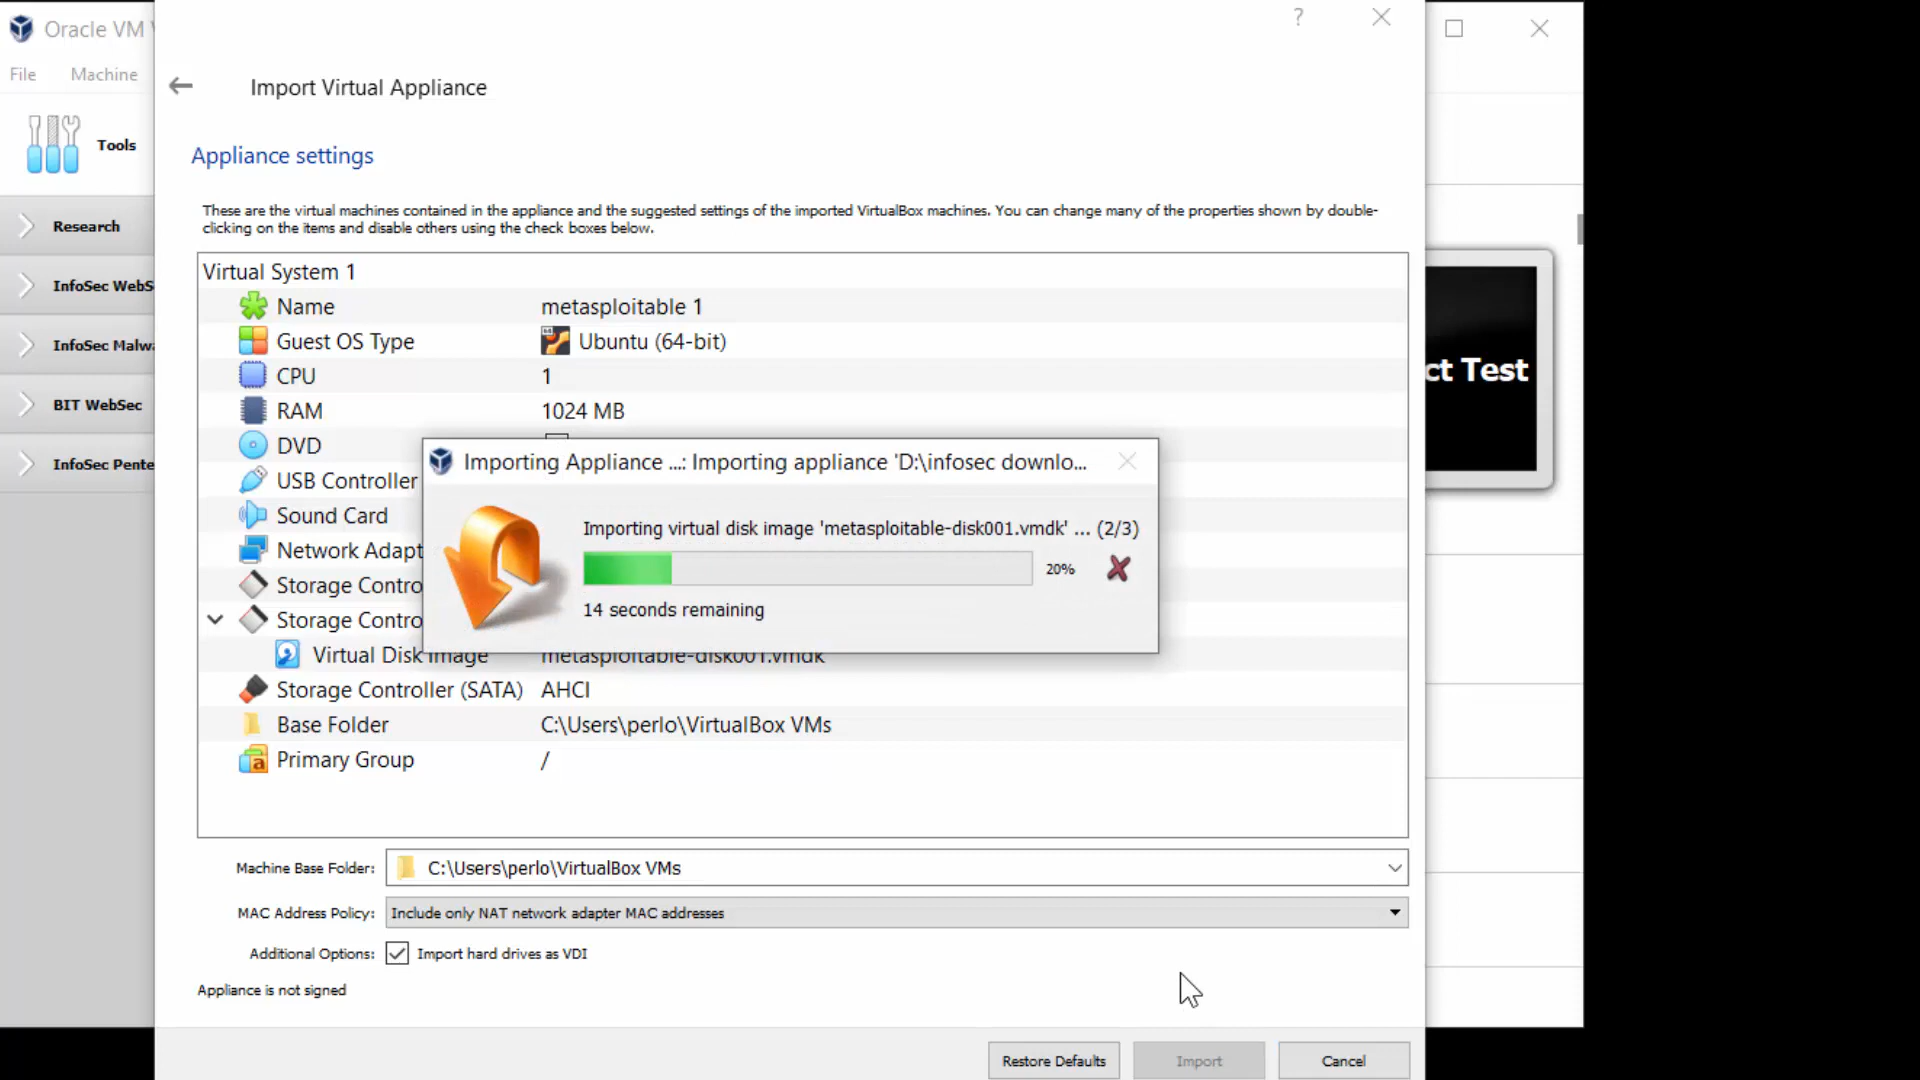 Oracle VM
?
File
Machine
Import Virtual Appliance
Tools
Appliance settings
These are the virtual machines contained in the appliance and the suggested settings of the imported VirtualBox machines. You can change many of the properties shown by double-
clicking on the items and disable others using the check boxes below.
Research
InfoSec WebS
InfoSec Malwa
BIT WebSec
InfoSec Pente
Virtual System 1
Name metasploitable 1
Guest OS Type Ubuntu (64-bit)
CPU 1
RAM 1024 MB
DVD
USB Controller
Sound Card
Network Adapt
Storage Contro
Storage Contro
Virtual Disk Image metasploitable-disk001.vmdk
Storage Controller (SATA) AHCI
Base Folder C:\Users\perlo\VirtualBox VMs
Primary Group /
ct Test
Importing Appliance ...: Importing appliance 'D:\infosec downlo...
Importing virtual disk image 'metasploitable-disk001.vmdk' ... (2/3)
20%
14 seconds remaining
Machine Base Folder: C:\Users\perlo\VirtualBox VMs
MAC Address Policy: Include only NAT network adapter MAC addresses
Additional Options: Import hard drives as VDI
Appliance is not signed
Restore Defaults
Import
Cancel